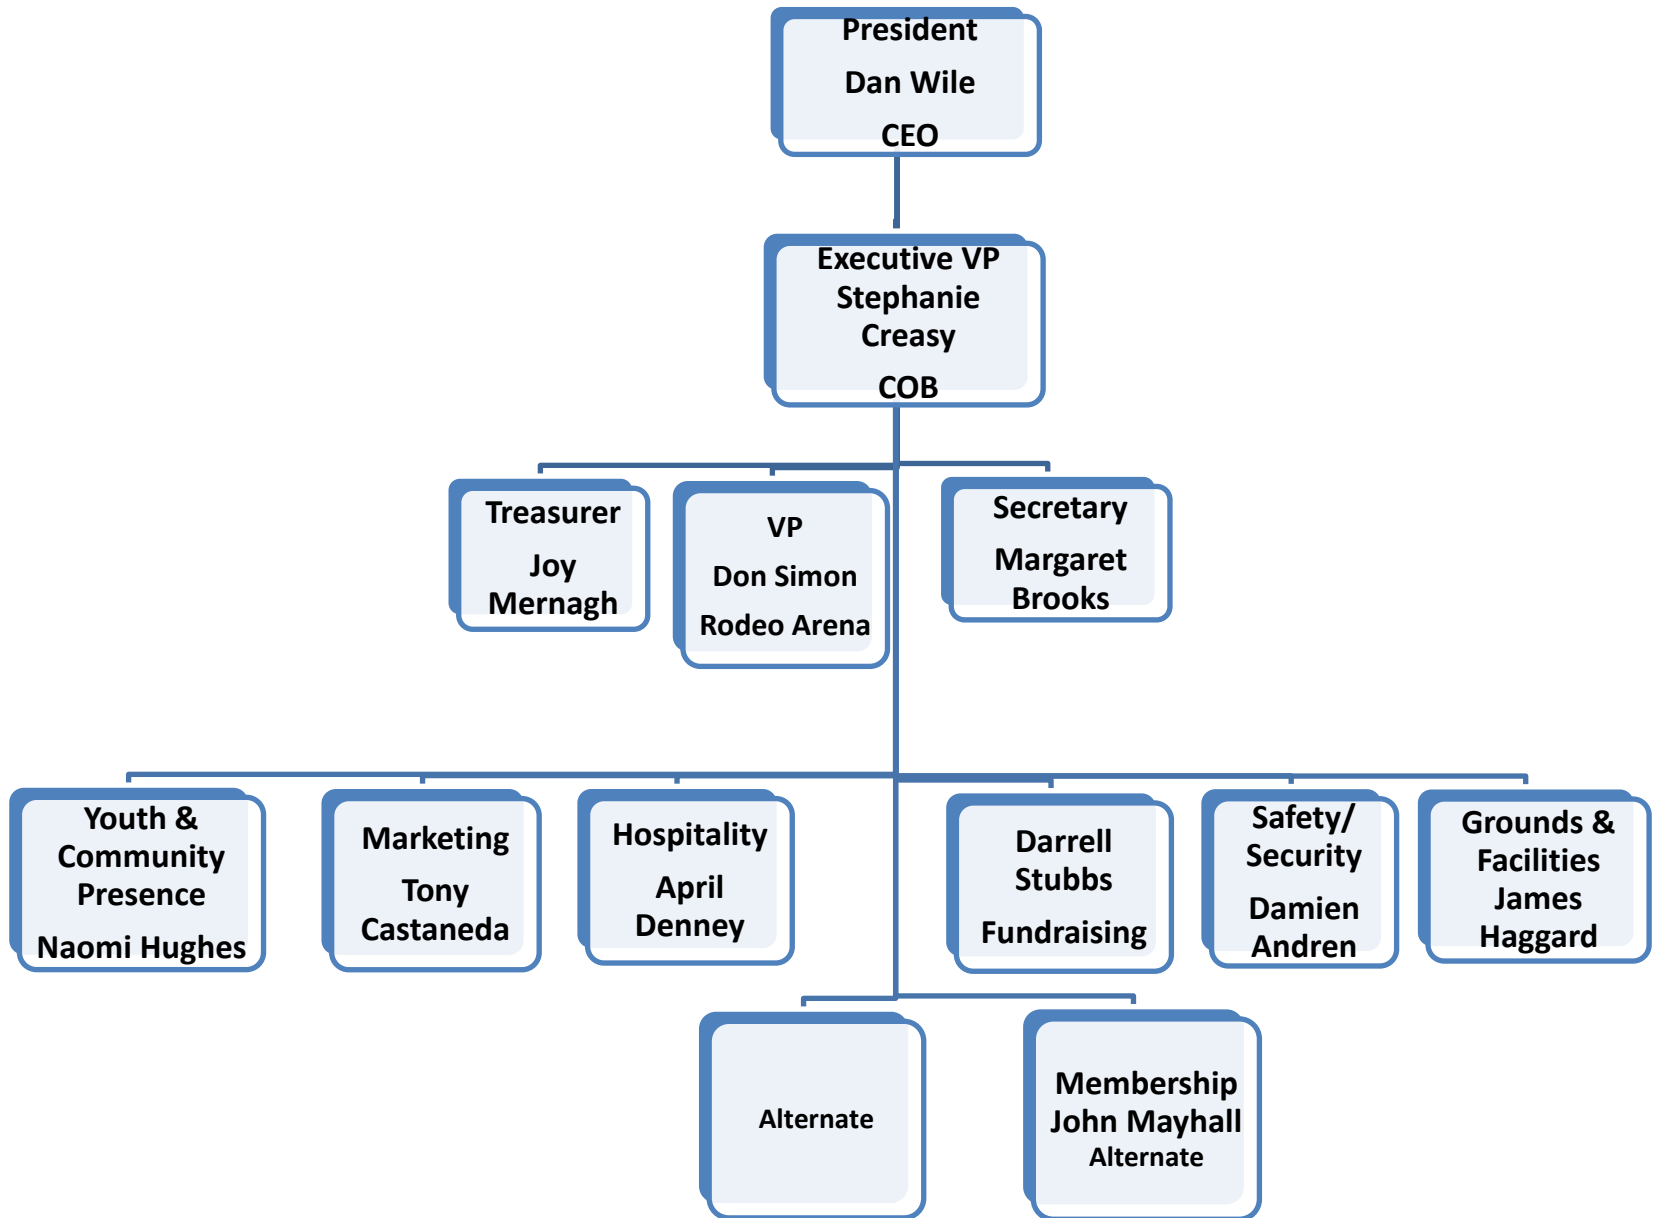 President
Dan Wile
CEO
Executive VP
Stephanie
Creasy
COB
Treasurer
Joy
Mernagh
VP
Don Simon
Rodeo Arena
Secretary
Margaret
Brooks
Youth &
Community
Presence
Naomi Hughes
Marketing
Tony
Castaneda
Hospitality
April
Denney
Darrell
Stubbs
Fundraising
Safety/
Security
Damien
Andren
Grounds &
Facilities
James
Haggard
Alternate
Membership
John Mayhall
Alternate